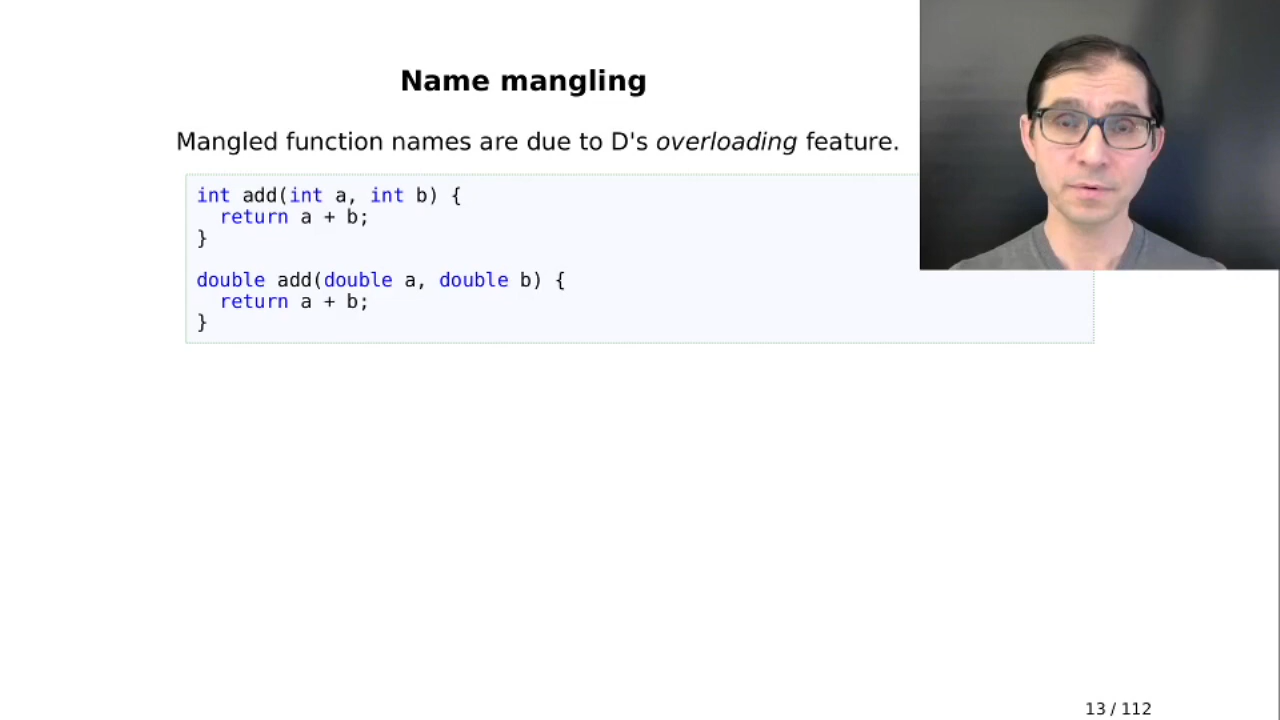 Name mangling
Mangled function names are due to D's overloading feature.
int add(int a, int b) {
  return a + b;
}
double add(double a, double b) {
  return a + b;
}
13 / 112